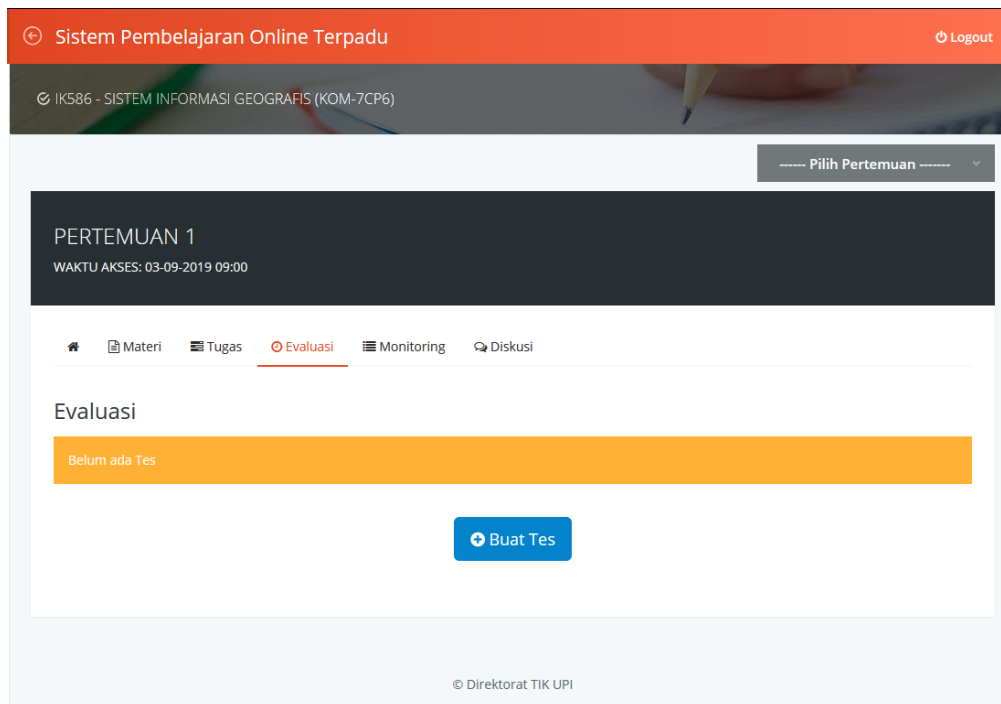 Sistem Pembelajaran Online Terpadu
Logout
IK586 - SISTEM INFORMASI GEOGRAFIS (KOM-7CP6)
------ Pilih Pertemuan -------
PERTEMUAN 1
WAKTU AKSES: 03-09-2019 09:00
Materi Tugas Evaluasi Monitoring Diskusi
Evaluasi
Belum ada Tes
Buat Tes
© Direktorat TIK UPI